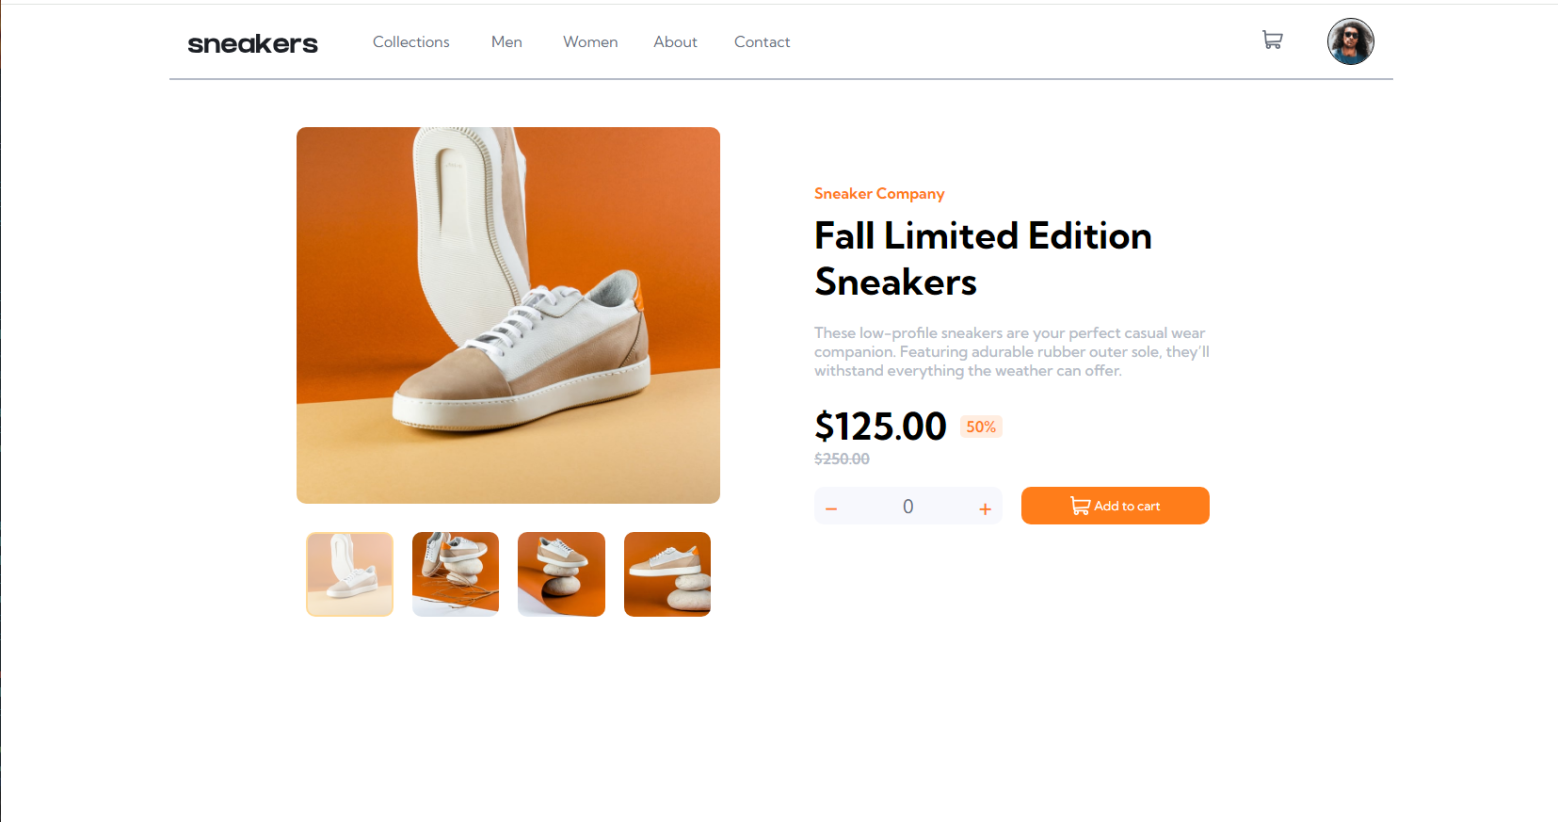 sneakers Collections Men Women About Contact
Sneaker Company
Fall Limited Edition
Sneakers
These low-profile sneakers are your perfect casual wear
companion. Featuring adurable rubber outer sole, they'll
withstand everything the weather can offer.
$125.00 50%
$250.00
− 0 + Add to cart